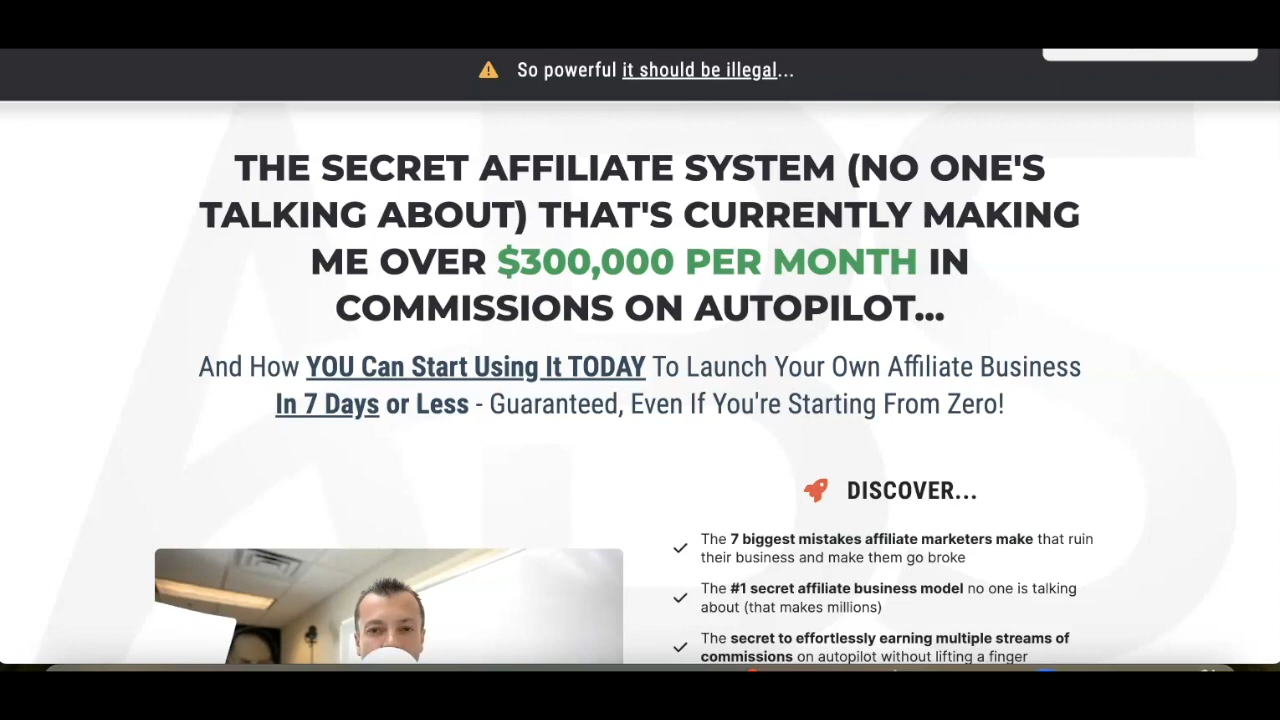 So powerful it should be illegal...
THE SECRET AFFILIATE SYSTEM (NO ONE'S
TALKING ABOUT) THAT'S CURRENTLY MAKING
ME OVER $300,000 PER MONTH IN
COMMISSIONS ON AUTOPILOT...
And How YOU Can Start Using It TODAY To Launch Your Own Affiliate Business
In 7 Days or Less - Guaranteed, Even If You're Starting From Zero!
DISCOVER...
The 7 biggest mistakes affiliate marketers make that ruin
their business and make them go broke
The #1 secret affiliate business model no one is talking
about (that makes millions)
The secret to effortlessly earning multiple streams of
commissions on autopilot without lifting a finger